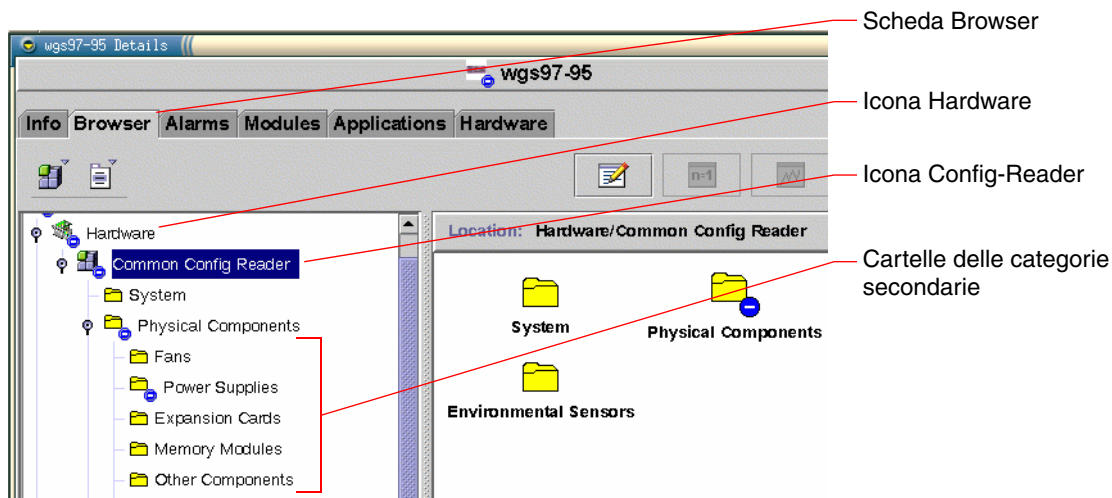 Scheda Browser
wgs97-95 Details
wgs97-95
Icona Hardware
Info Browser Alarms Modules Applications Hardware
n=1
Icona Config-Reader
Hardware
Location: Hardware/Common Config Reader
Common Config Reader
Cartelle delle categorie
secondarie
System
Physical Components
Fans
Power Supplies
Expansion Cards
Memory Modules
Other Components
System
Physical Components
Environmental Sensors